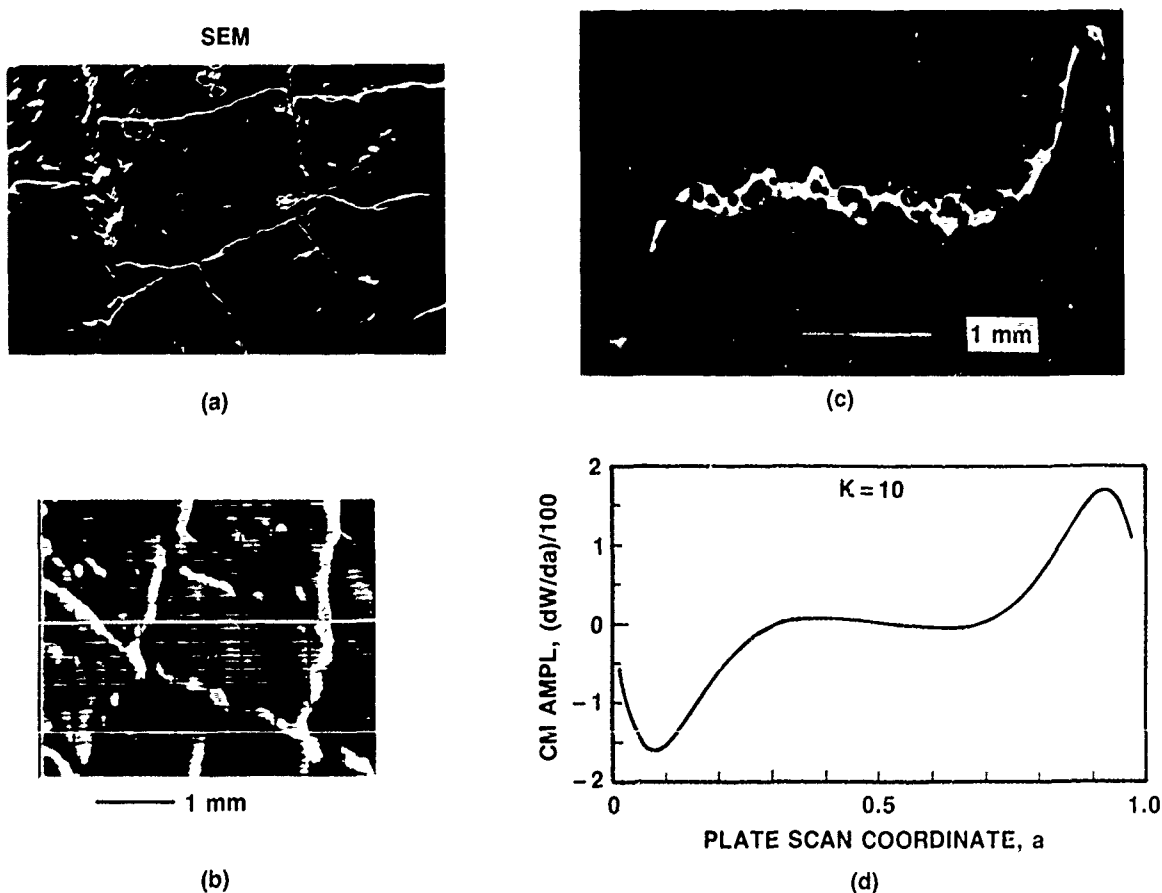 SEM
(a)
1 mm
(c)
1 mm
(b)
K = 10
2
1
0
−1
−2
CM AMPL, (dW/da)/100
0
0.5
1.0
PLATE SCAN COORDINATE, a
(d)